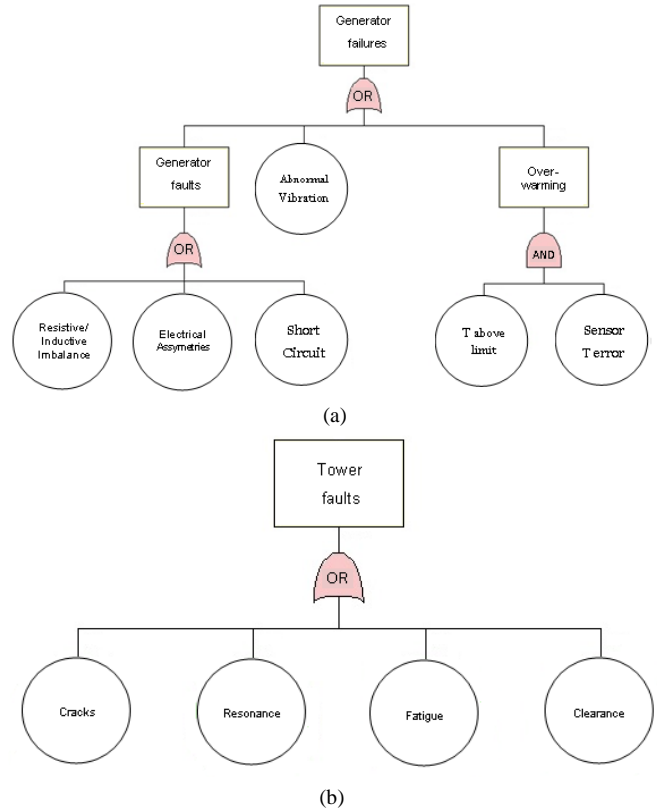 Generator
failures
OR
Generator
faults
Abnormal
Vibration
Over-
warning
OR
AND
Resistive/
Inductive
Imbalance
Electrical
Assymetries
Short
Circuit
T above
limit
Sensor
T error
(a)
Tower
faults
OR
Cracks
Resonance
Fatigue
Clearance
(b)